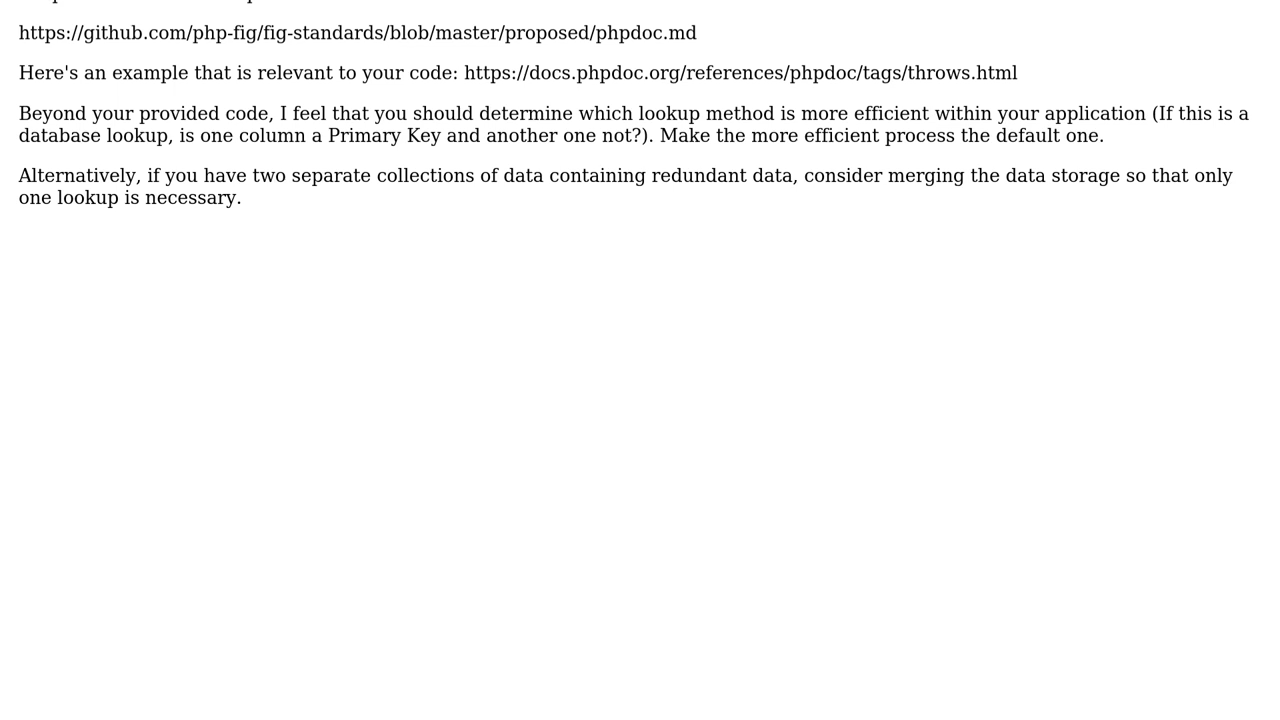 https://github.com/php-fig/fig-standards/blob/master/proposed/phpdoc.md
Here's an example that is relevant to your code: https://docs.phpdoc.org/references/phpdoc/tags/throws.html
Beyond your provided code, I feel that you should determine which lookup method is more efficient within your application (If this is a
database lookup, is one column a Primary Key and another one not?). Make the more efficient process the default one.
Alternatively, if you have two separate collections of data containing redundant data, consider merging the data storage so that only
one lookup is necessary.